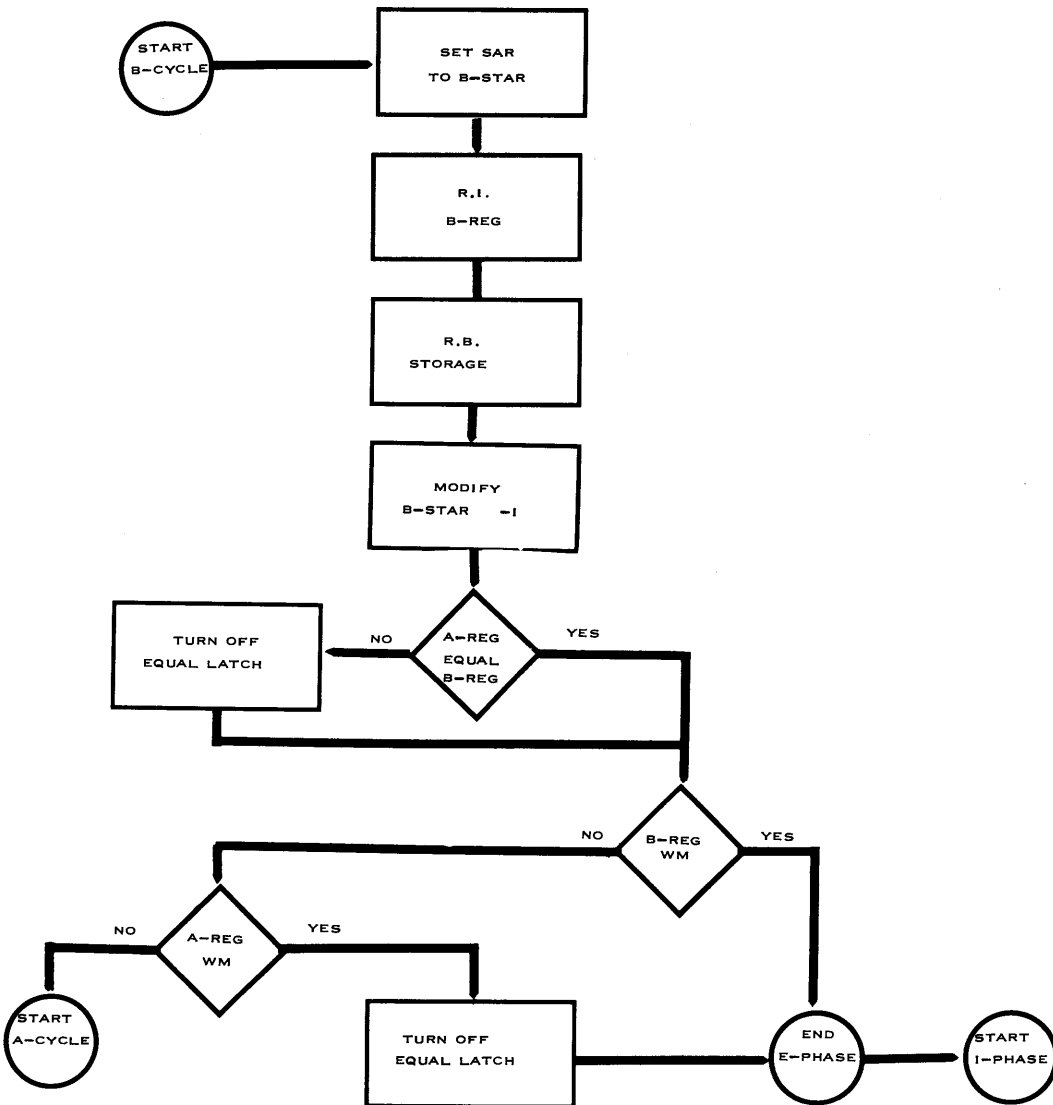 START
B-CYCLE
SET SAR
TO B-STAR
R.I.
B-REG
R.B.
STORAGE
MODIFY
B-STAR -1
TURN OFF
EQUAL LATCH
NO
A-REG
EQUAL
B-REG
YES
NO
B-REG
WM
YES
NO
A-REG
WM
YES
START
A-CYCLE
TURN OFF
EQUAL LATCH
END
E-PHASE
START
I-PHASE